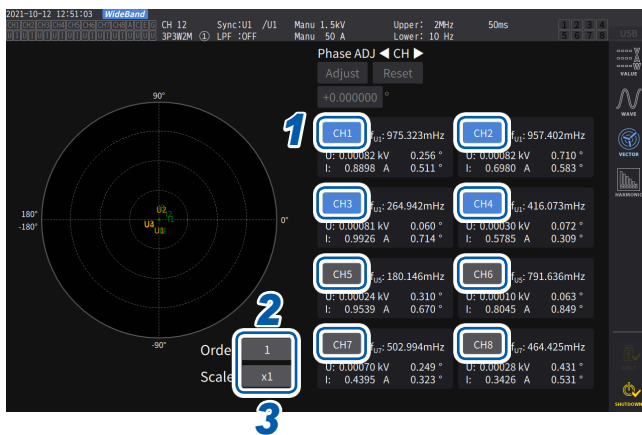 2021-10-12 12:51:03 WideBand
CH 12 Sync:U1 /U1 Manu 1.5kV Upper: 2MHz 50ms 1 2 3 4
3P3W2M ① LPF :OFF Manu 50 A Lower: 10 Hz 5 6 7 8
USB
Phase ADJ ◀ CH ▶
Adjust Reset
+0.000000 °
VALUE
WAVE
VECTOR
HARMONIC
90°
180°
-180°
0°
-90°
U2
U1
1
CH1 fU1: 975.323mHz
U: 0.00082 kV 0.256 °
I: 0.8898 A 0.511 °
CH2 fU1: 957.402mHz
U: 0.00082 kV 0.710 °
I: 0.6980 A 0.583 °
CH3 fU1: 264.942mHz
U: 0.00081 kV 0.060 °
I: 0.9926 A 0.714 °
CH4 fU1: 416.073mHz
U: 0.00030 kV 0.072 °
I: 0.5785 A 0.309 °
CH5 fU5: 180.146mHz
U: 0.00024 kV 0.310 °
I: 0.9539 A 0.670 °
CH6 fU5: 791.636mHz
U: 0.00010 kV 0.063 °
I: 0.8045 A 0.849 °
CH7 fU7: 502.994mHz
U: 0.00070 kV 0.249 °
I: 0.4395 A 0.323 °
CH8 fU7: 464.425mHz
U: 0.00028 kV 0.431 °
I: 0.3426 A 0.531 °
2
Orde 1
Scale x1
3
SHUTDOWN